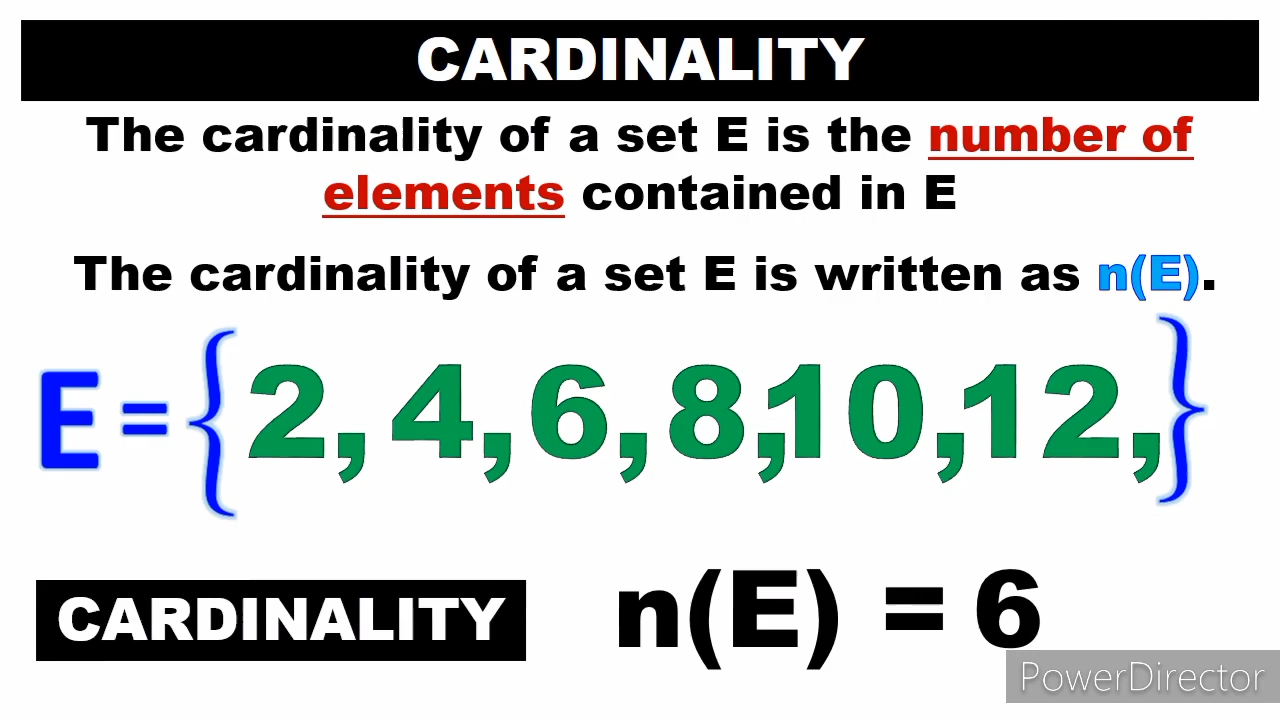 CARDINALITY
The cardinality of a set E is the number of
elements contained in E
The cardinality of a set E is written as n(E).
E = {2, 4, 6, 8,10, 12,}
CARDINALITY n(E) = 6
PowerDirector